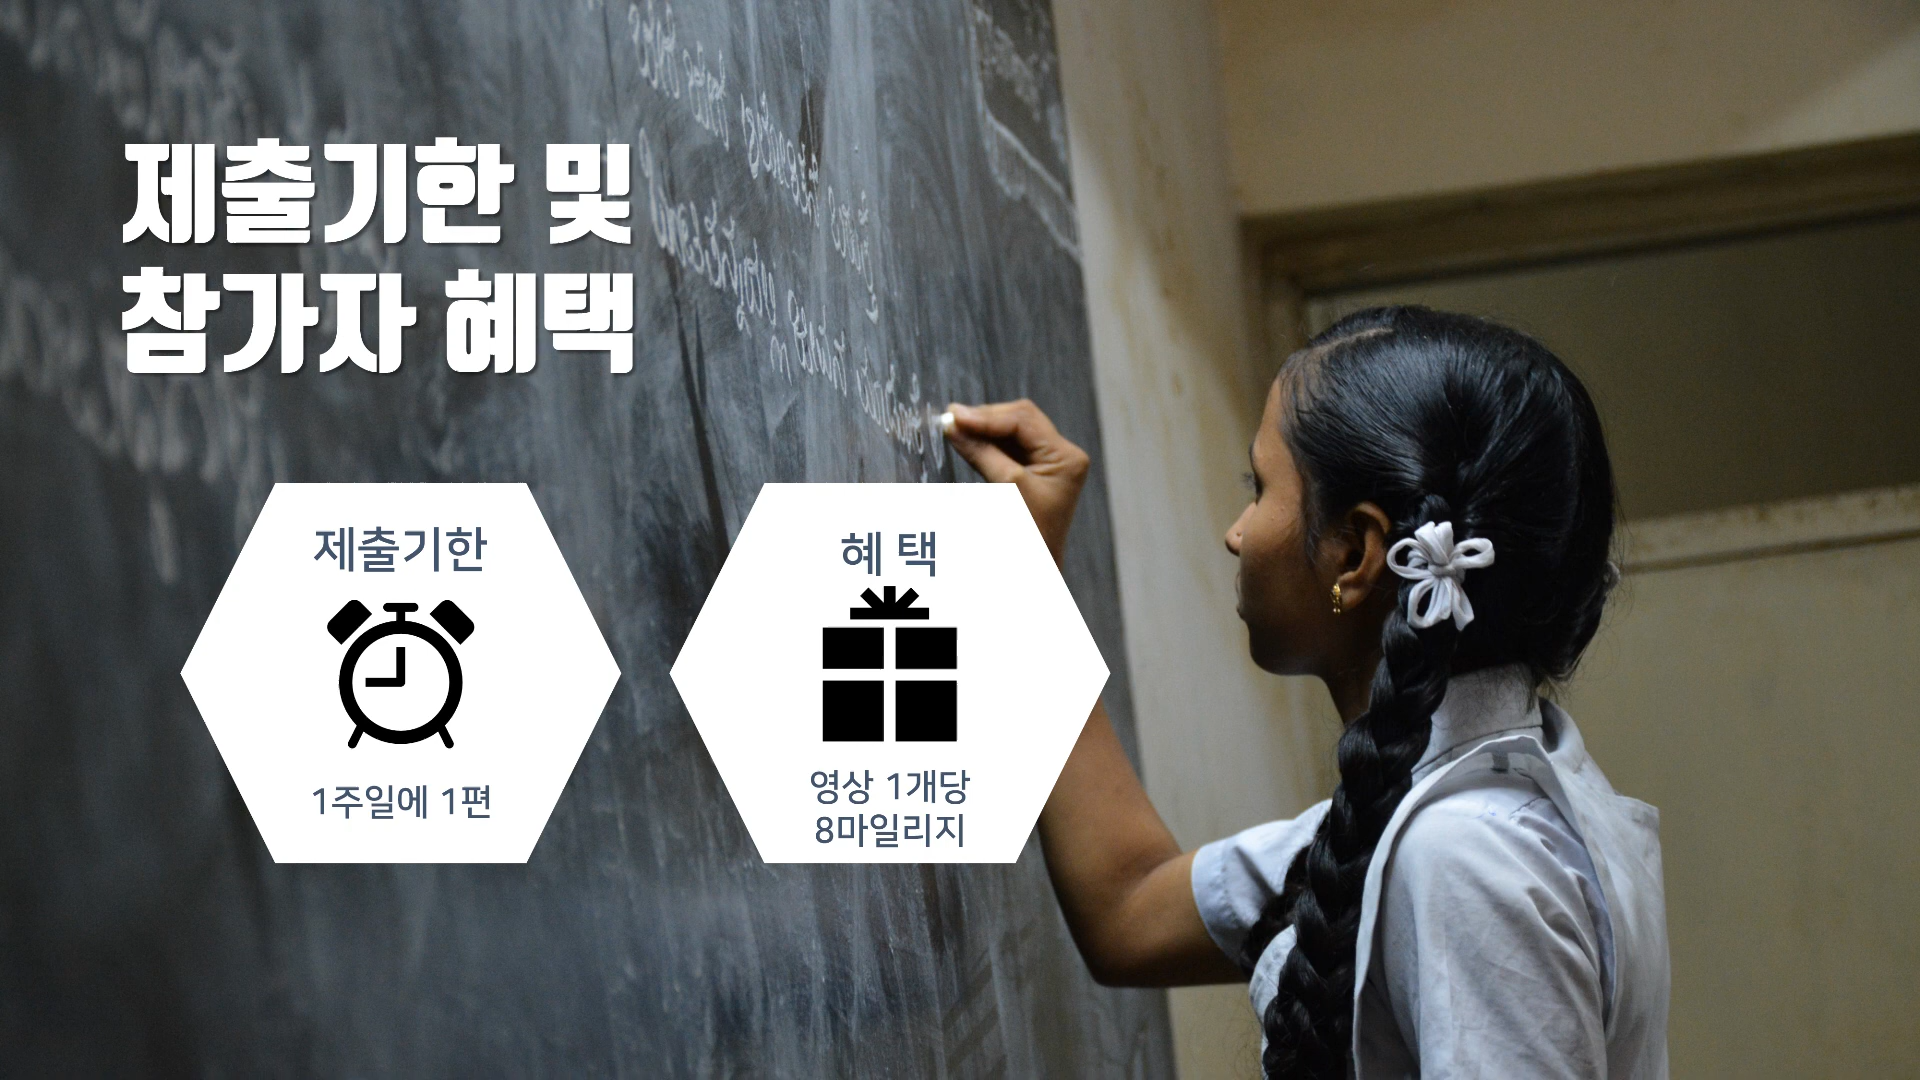 제출기한 및
참가자 혜택
제출기한
1주일에 1편
혜 택
영상 1개당
8마일리지